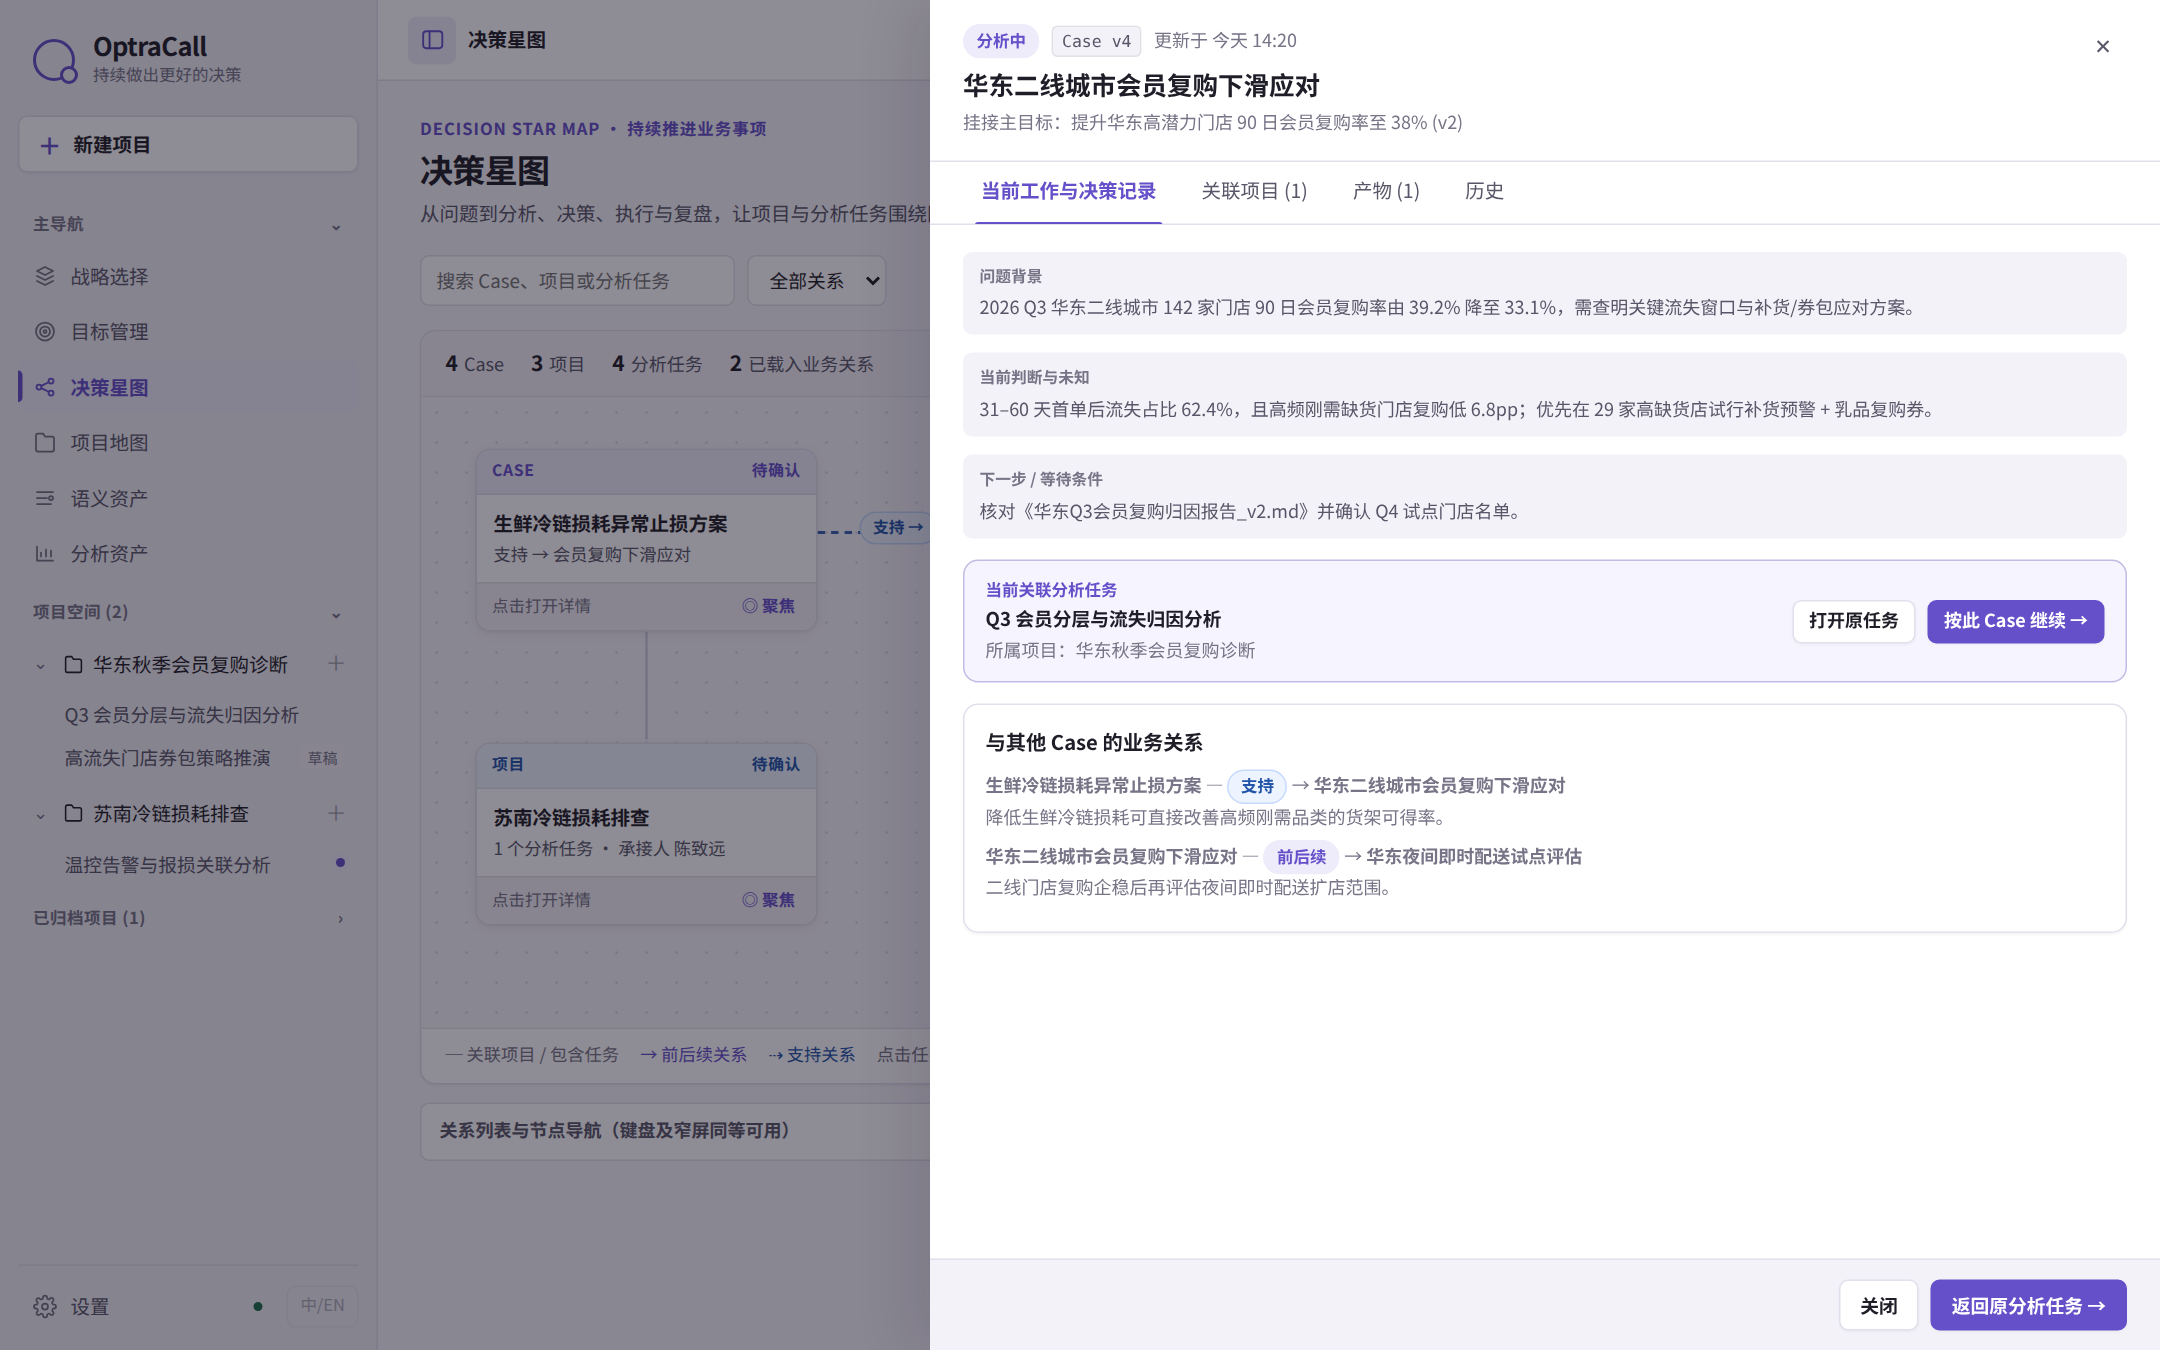 OptraCall
持续做出更好的决策
新建项目
主导航
战略选择
目标管理
决策星图
项目地图
语义资产
分析资产
项目空间 (2)
华东秋季会员复购诊断
Q3 会员分层与流失归因分析
高流失门店券包策略推演 草稿
苏南冷链损耗排查
温控告警与报损关联分析
已归档项目 (1)
设置 中/EN
决策星图
DECISION STAR MAP • 持续推进业务事项
决策星图
从问题到分析、决策、执行与复盘，让项目与分析任务围绕
搜索 Case、项目或分析任务 全部关系
4 Case 3 项目 4 分析任务 2 已载入业务关系
CASE 待确认
生鲜冷链损耗异常止损方案
支持 → 会员复购下滑应对
点击打开详情 ◎ 聚焦
支持 →
项目 待确认
苏南冷链损耗排查
1 个分析任务 • 承接人 陈致远
点击打开详情 ◎ 聚焦
— 关联项目 / 包含任务 → 前后续关系 ⇢ 支持关系 点击任
关系列表与节点导航（键盘及窄屏同等可用）
分析中 Case v4 更新于 今天 14:20
华东二线城市会员复购下滑应对
挂接主目标：提升华东高潜力门店 90 日会员复购率至 38% (v2)
当前工作与决策记录 关联项目 (1) 产物 (1) 历史
问题背景
2026 Q3 华东二线城市 142 家门店 90 日会员复购率由 39.2% 降至 33.1%，需查明关键流失窗口与补货/券包应对方案。
当前判断与未知
31–60 天首单后流失占比 62.4%，且高频刚需缺货门店复购低 6.8pp；优先在 29 家高缺货店试行补货预警 + 乳品复购券。
下一步 / 等待条件
核对《华东Q3会员复购归因报告_v2.md》并确认 Q4 试点门店名单。
当前关联分析任务
Q3 会员分层与流失归因分析
所属项目：华东秋季会员复购诊断
打开原任务 按此 Case 继续 →
与其他 Case 的业务关系
生鲜冷链损耗异常止损方案 — 支持 → 华东二线城市会员复购下滑应对
降低生鲜冷链损耗可直接改善高频刚需品类的货架可得率。
华东二线城市会员复购下滑应对 — 前后续 → 华东夜间即时配送试点评估
二线门店复购企稳后再评估夜间即时配送扩店范围。
关闭 返回原分析任务 →